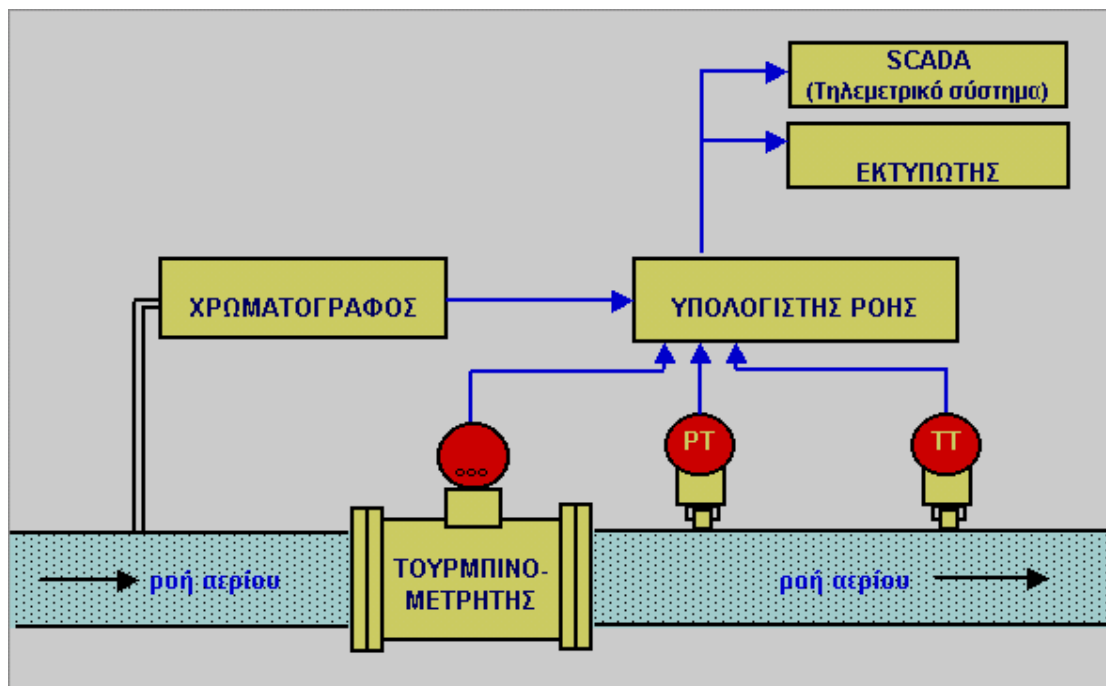 SCADA
(Τηλεμετρικό σύστημα)
ΕΚΤΥΠΩΤΗΣ
ΧΡΩΜΑΤΟΓΡΑΦΟΣ
ΥΠΟΛΟΓΙΣΤΗΣ ΡΟΗΣ
PT
TT
ροή αερίου
ΤΟΥΡΜΠΙΝΟ-
ΜΕΤΡΗΤΗΣ
ροή αερίου